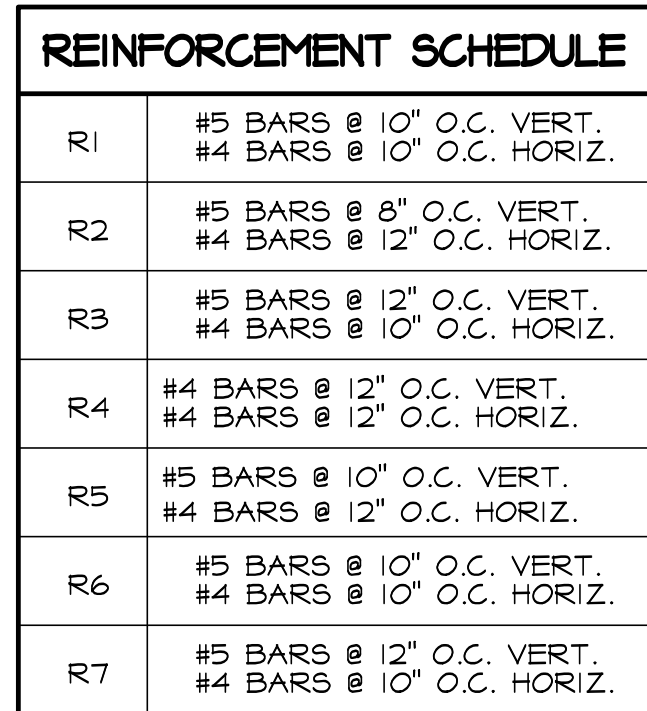 REINFORCEMENT SCHEDULE
R1
#5 BARS @ 10" O.C. VERT.
#4 BARS @ 10" O.C. HORIZ.
R2
#5 BARS @ 8" O.C. VERT.
#4 BARS @ 12" O.C. HORIZ.
R3
#5 BARS @ 12" O.C. VERT.
#4 BARS @ 10" O.C. HORIZ.
R4
#4 BARS @ 12" O.C. VERT.
#4 BARS @ 12" O.C. HORIZ.
R5
#5 BARS @ 10" O.C. VERT.
#4 BARS @ 12" O.C. HORIZ.
R6
#5 BARS @ 10" O.C. VERT.
#4 BARS @ 10" O.C. HORIZ.
R7
#5 BARS @ 12" O.C. VERT.
#4 BARS @ 10" O.C. HORIZ.